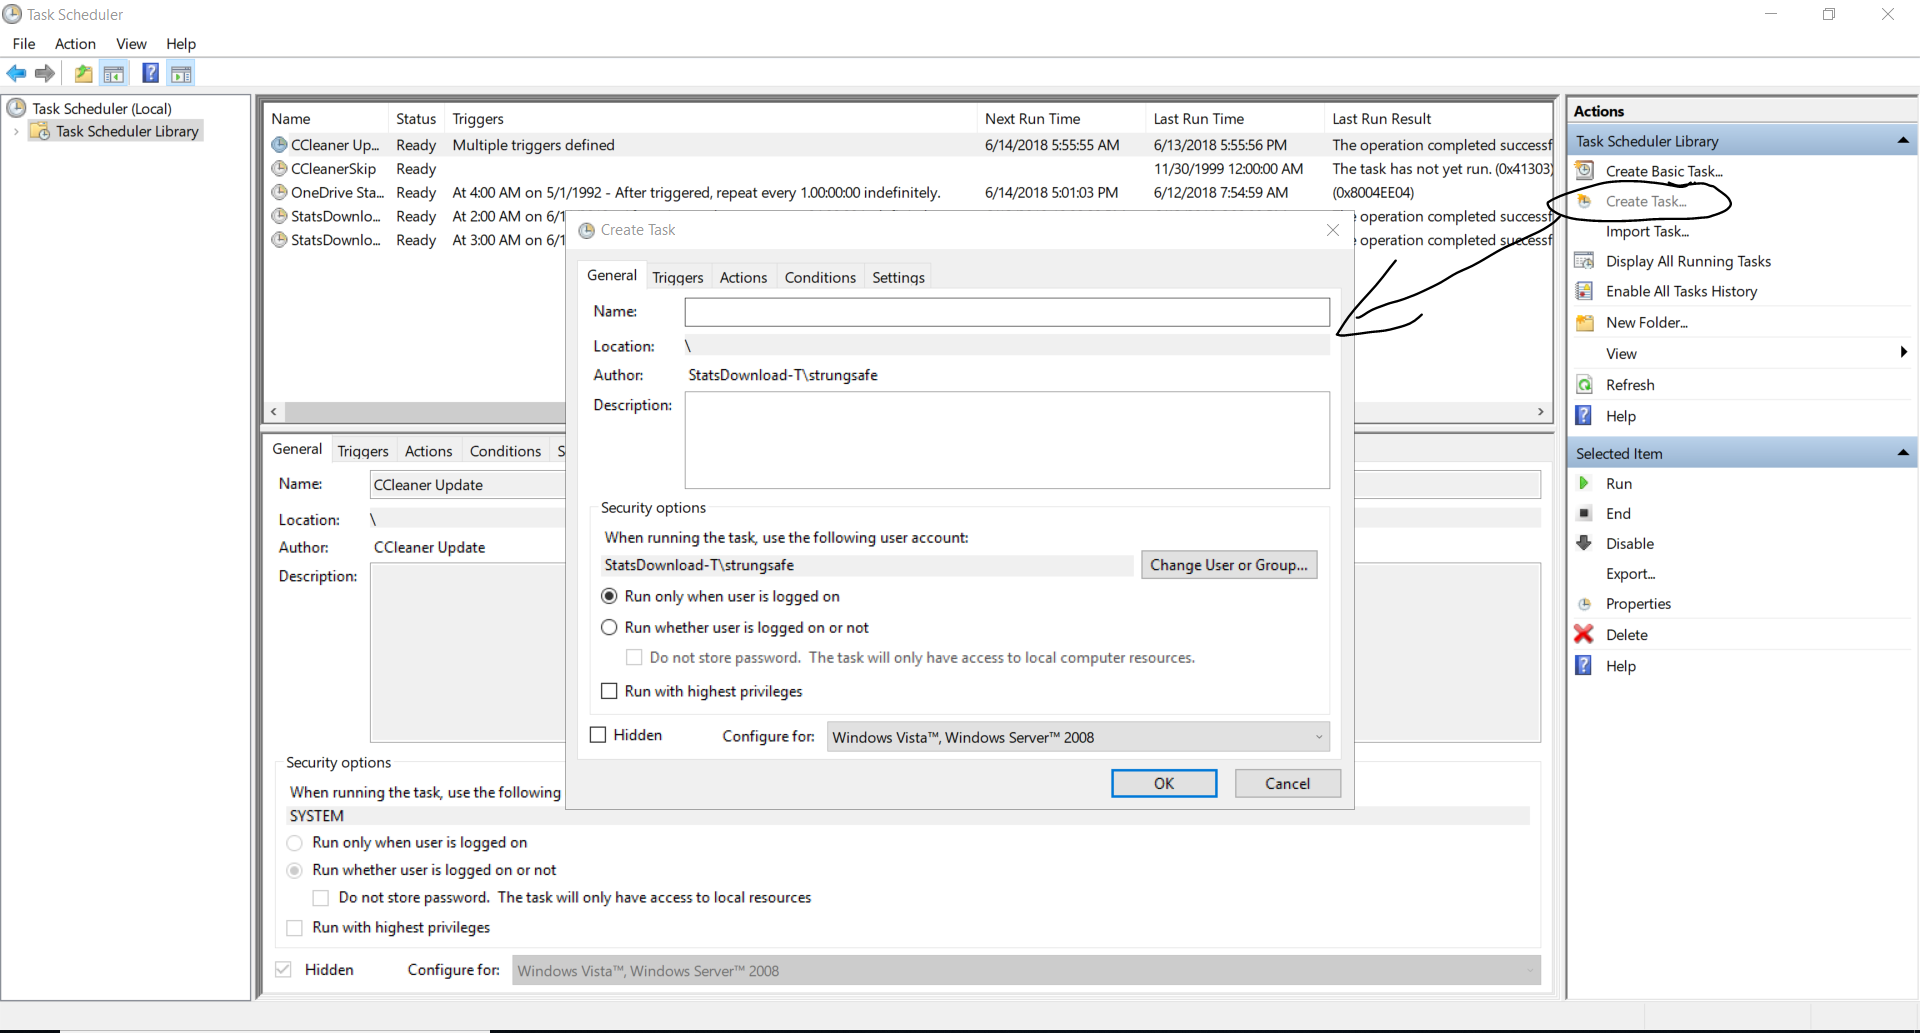 Task Scheduler
File Action View Help
Task Scheduler (Local)
Task Scheduler Library
Name Status Triggers Next Run Time Last Run Time Last Run Result
CCleaner Up... Ready Multiple triggers defined 6/14/2018 5:55:55 AM 6/13/2018 5:55:56 PM The operation completed successf
CCleanerSkip Ready 11/30/1999 12:00:00 AM The task has not yet run. (0x41303)
OneDrive Sta... Ready At 4:00 AM on 5/1/1992 - After triggered, repeat every 1.00:00:00 indefinitely. 6/14/2018 5:01:03 PM 6/12/2018 7:54:59 AM (0x8004EE04)
StatsDownlo... Ready At 2:00 AM on 6/1 e operation completed successf
StatsDownlo... Ready At 3:00 AM on 6/1 e operation completed successf
Create Task
General Triggers Actions Conditions Settings
Name:
Location: \
Author: StatsDownload-T\strungsafe
Description:
Security options
When running the task, use the following user account:
StatsDownload-T\strungsafe Change User or Group...
Run only when user is logged on
Run whether user is logged on or not
Do not store password. The task will only have access to local computer resources.
Run with highest privileges
Hidden Configure for: Windows Vista™, Windows Server™ 2008
OK Cancel
General Triggers Actions Conditions S
Name: CCleaner Update
Location: \
Author: CCleaner Update
Description:
Security options
When running the task, use the following
SYSTEM
Run only when user is logged on
Run whether user is logged on or not
Do not store password. The task will only have access to local resources
Run with highest privileges
Hidden Configure for: Windows Vista™, Windows Server™ 2008
Actions
Task Scheduler Library
Create Basic Task...
Create Task...
Import Task...
Display All Running Tasks
Enable All Tasks History
New Folder...
View
Refresh
Help
Selected Item
Run
End
Disable
Export...
Properties
Delete
Help